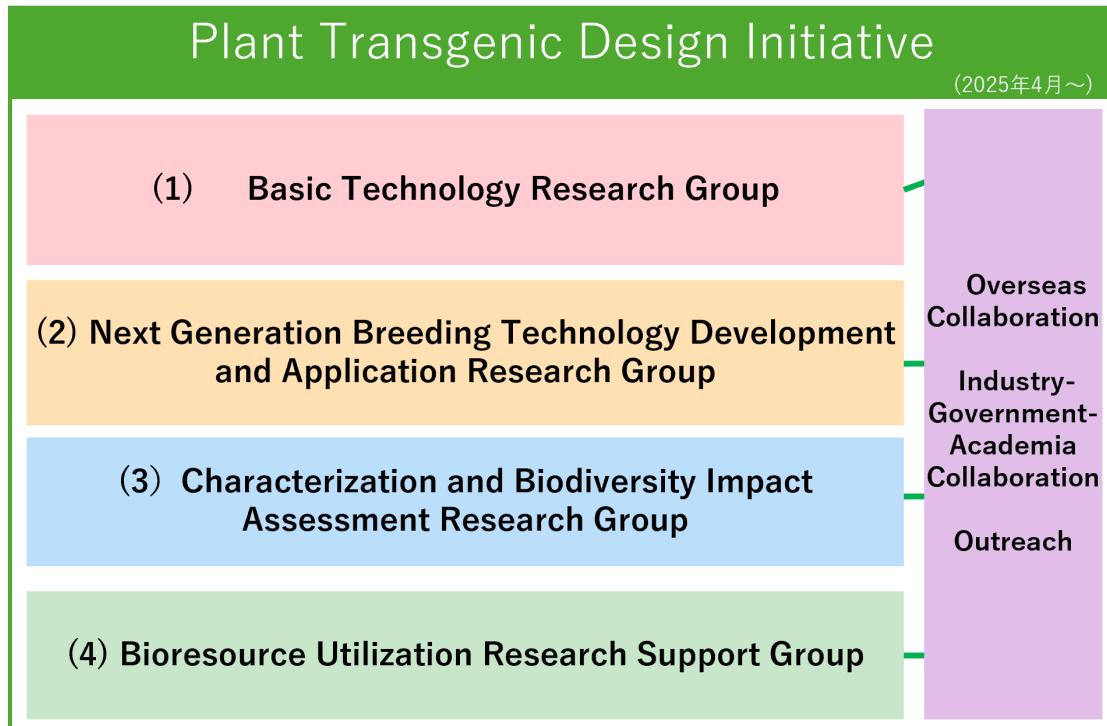 Plant Transgenic Design Initiative
(2025年4月～)
(1) Basic Technology Research Group
(2) Next Generation Breeding Technology Development
and Application Research Group
(3) Characterization and Biodiversity Impact
Assessment Research Group
(4) Bioresource Utilization Research Support Group
Overseas
Collaboration
Industry-
Government-
Academia
Collaboration
Outreach